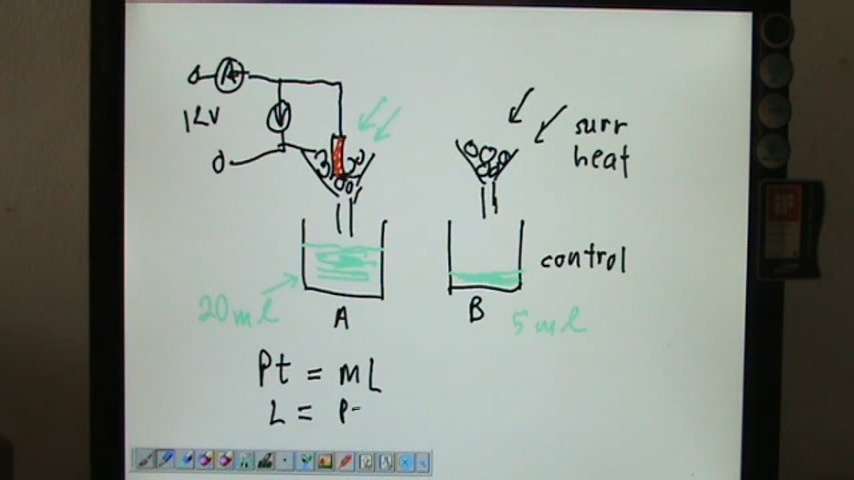 A
12V
surr
heat
control
20ml
A
B
5ml
Pt = mL
L = P